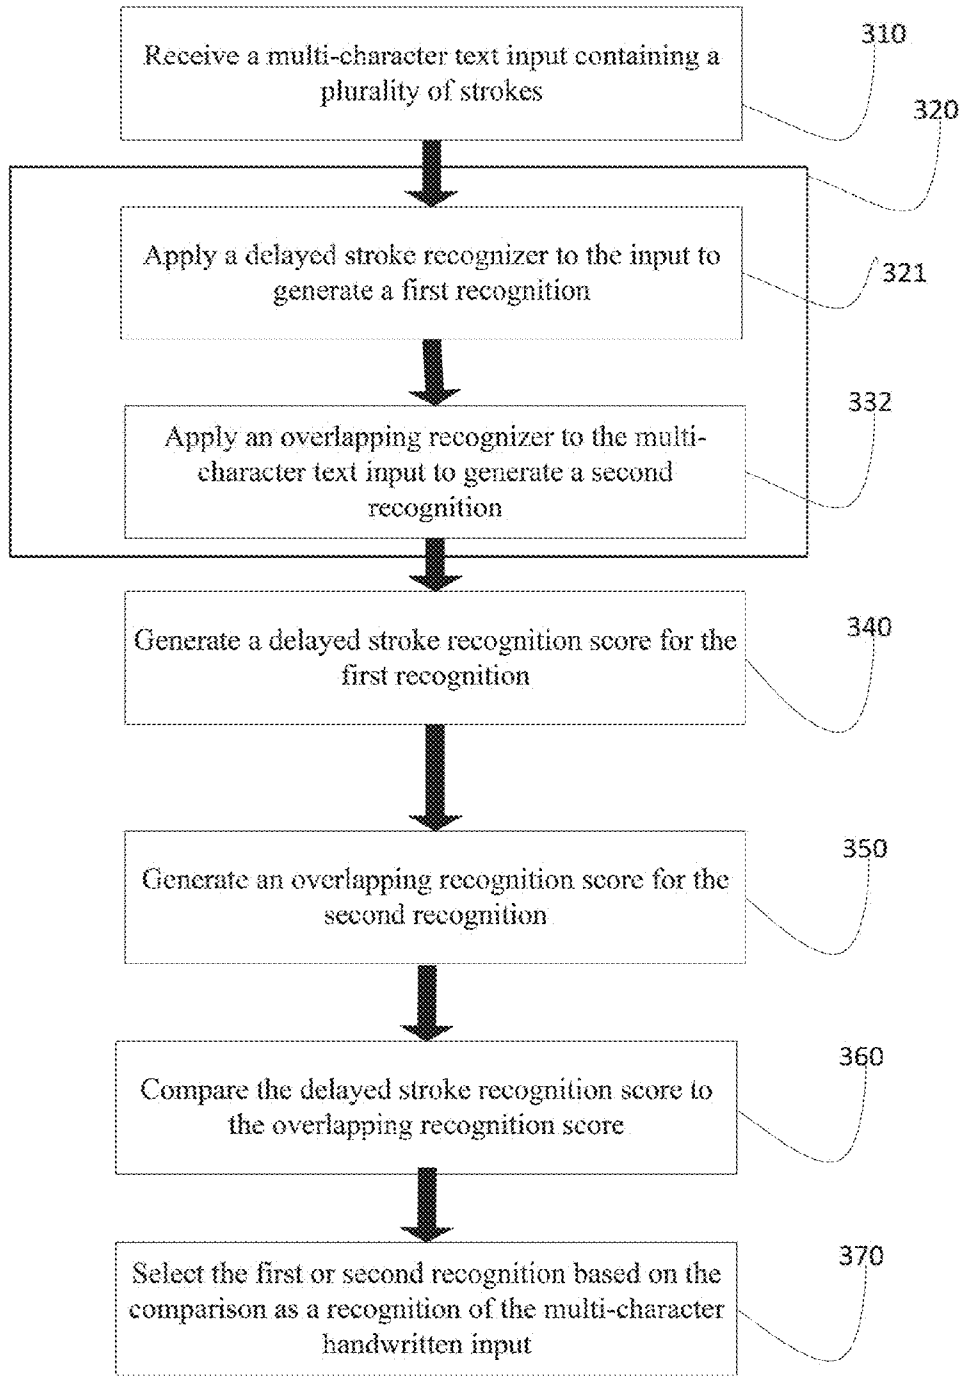 Receive a multi-character text input containing a
plurality of strokes
310
320
Apply a delayed stroke recognizer to the input to
generate a first recognition
321
Apply an overlapping recognizer to the multi-
character text input to generate a second
recognition
332
Generate a delayed stroke recognition score for the
first recognition
340
Generate an overlapping recognition score for the
second recognition
350
Compare the delayed stroke recognition score to
the overlapping recognition score
360
Select the first or second recognition based on the
comparison as a recognition of the multi-character
handwritten input
370